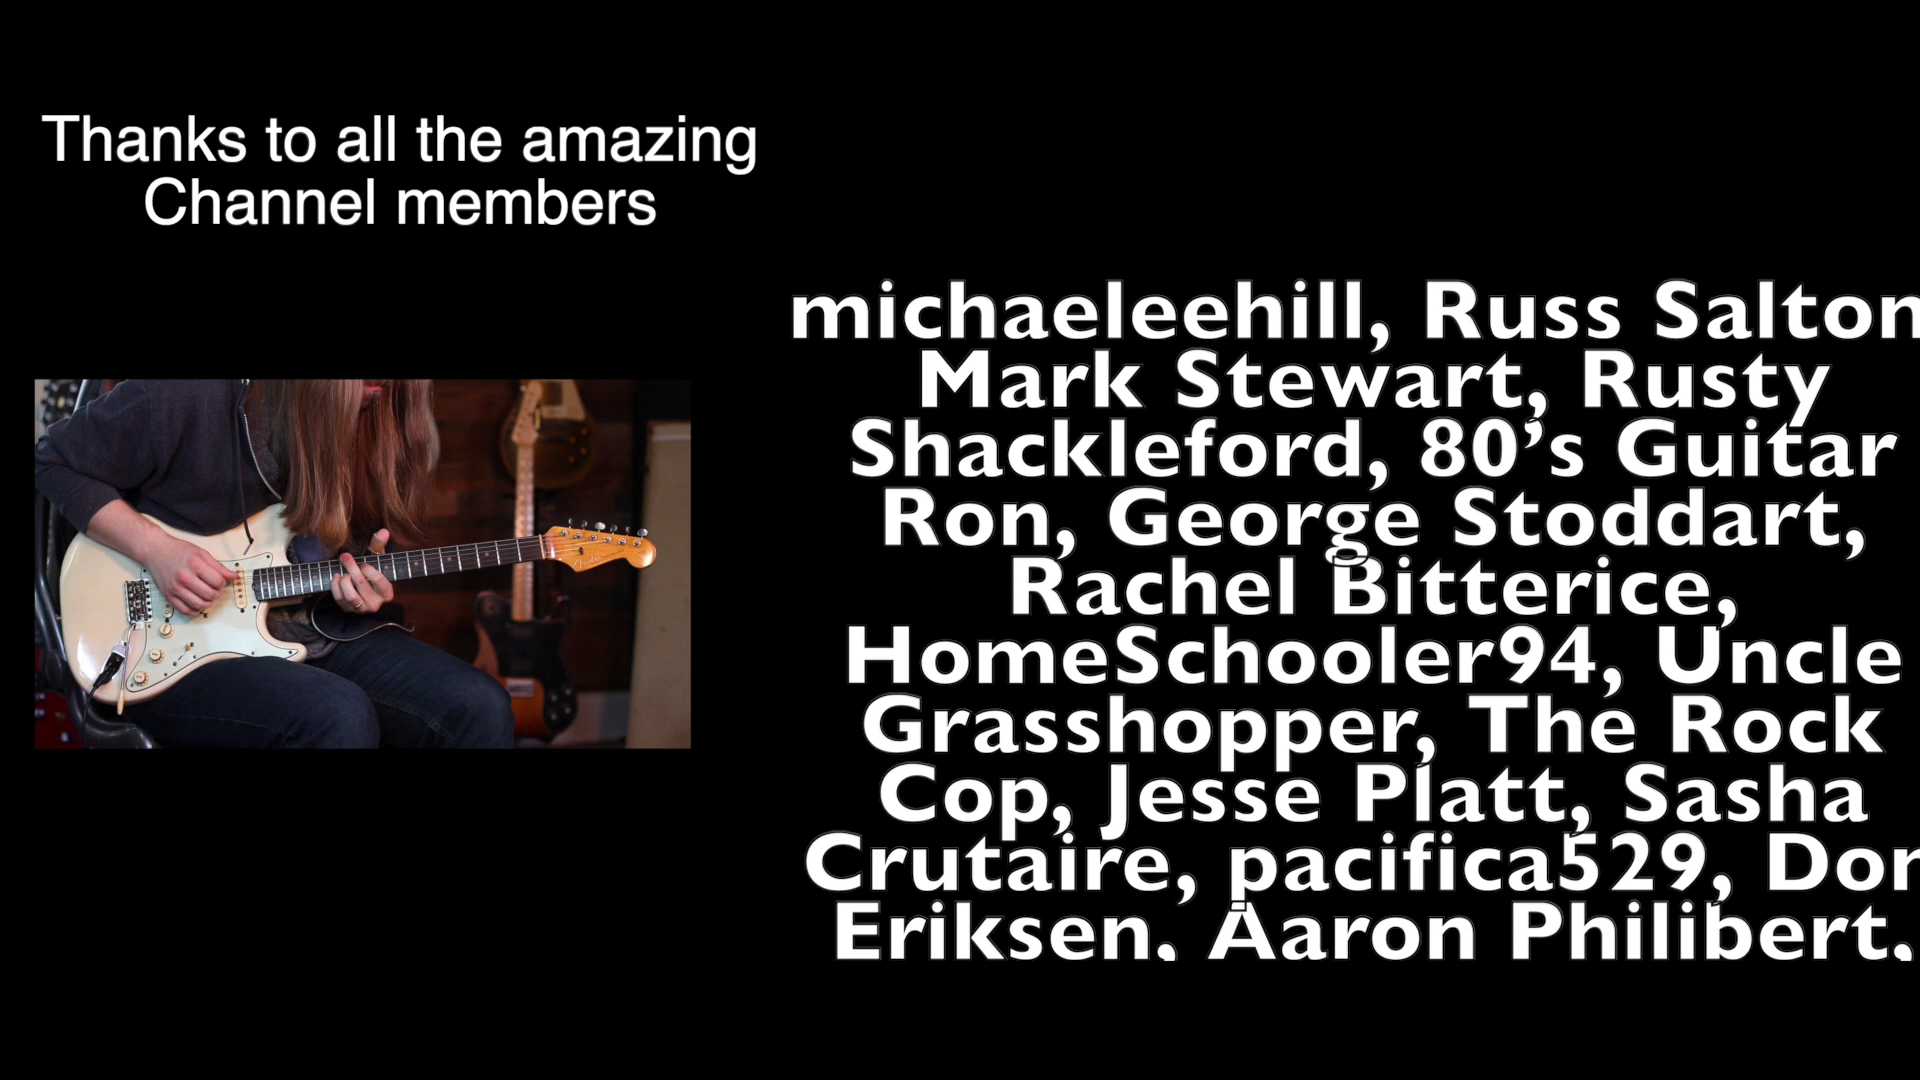 Thanks to all the amazing
Channel members
michaeleehill, Russ Salton
Mark Stewart, Rusty
Shackleford, 80’s Guitar
Ron, George Stoddart,
Rachel Bitterice,
HomeSchooler94, Uncle
Grasshopper, The Rock
Cop, Jesse Platt, Sasha
Crutaire, pacifica529,
Eriksen, Aaron Philibert,
Fender